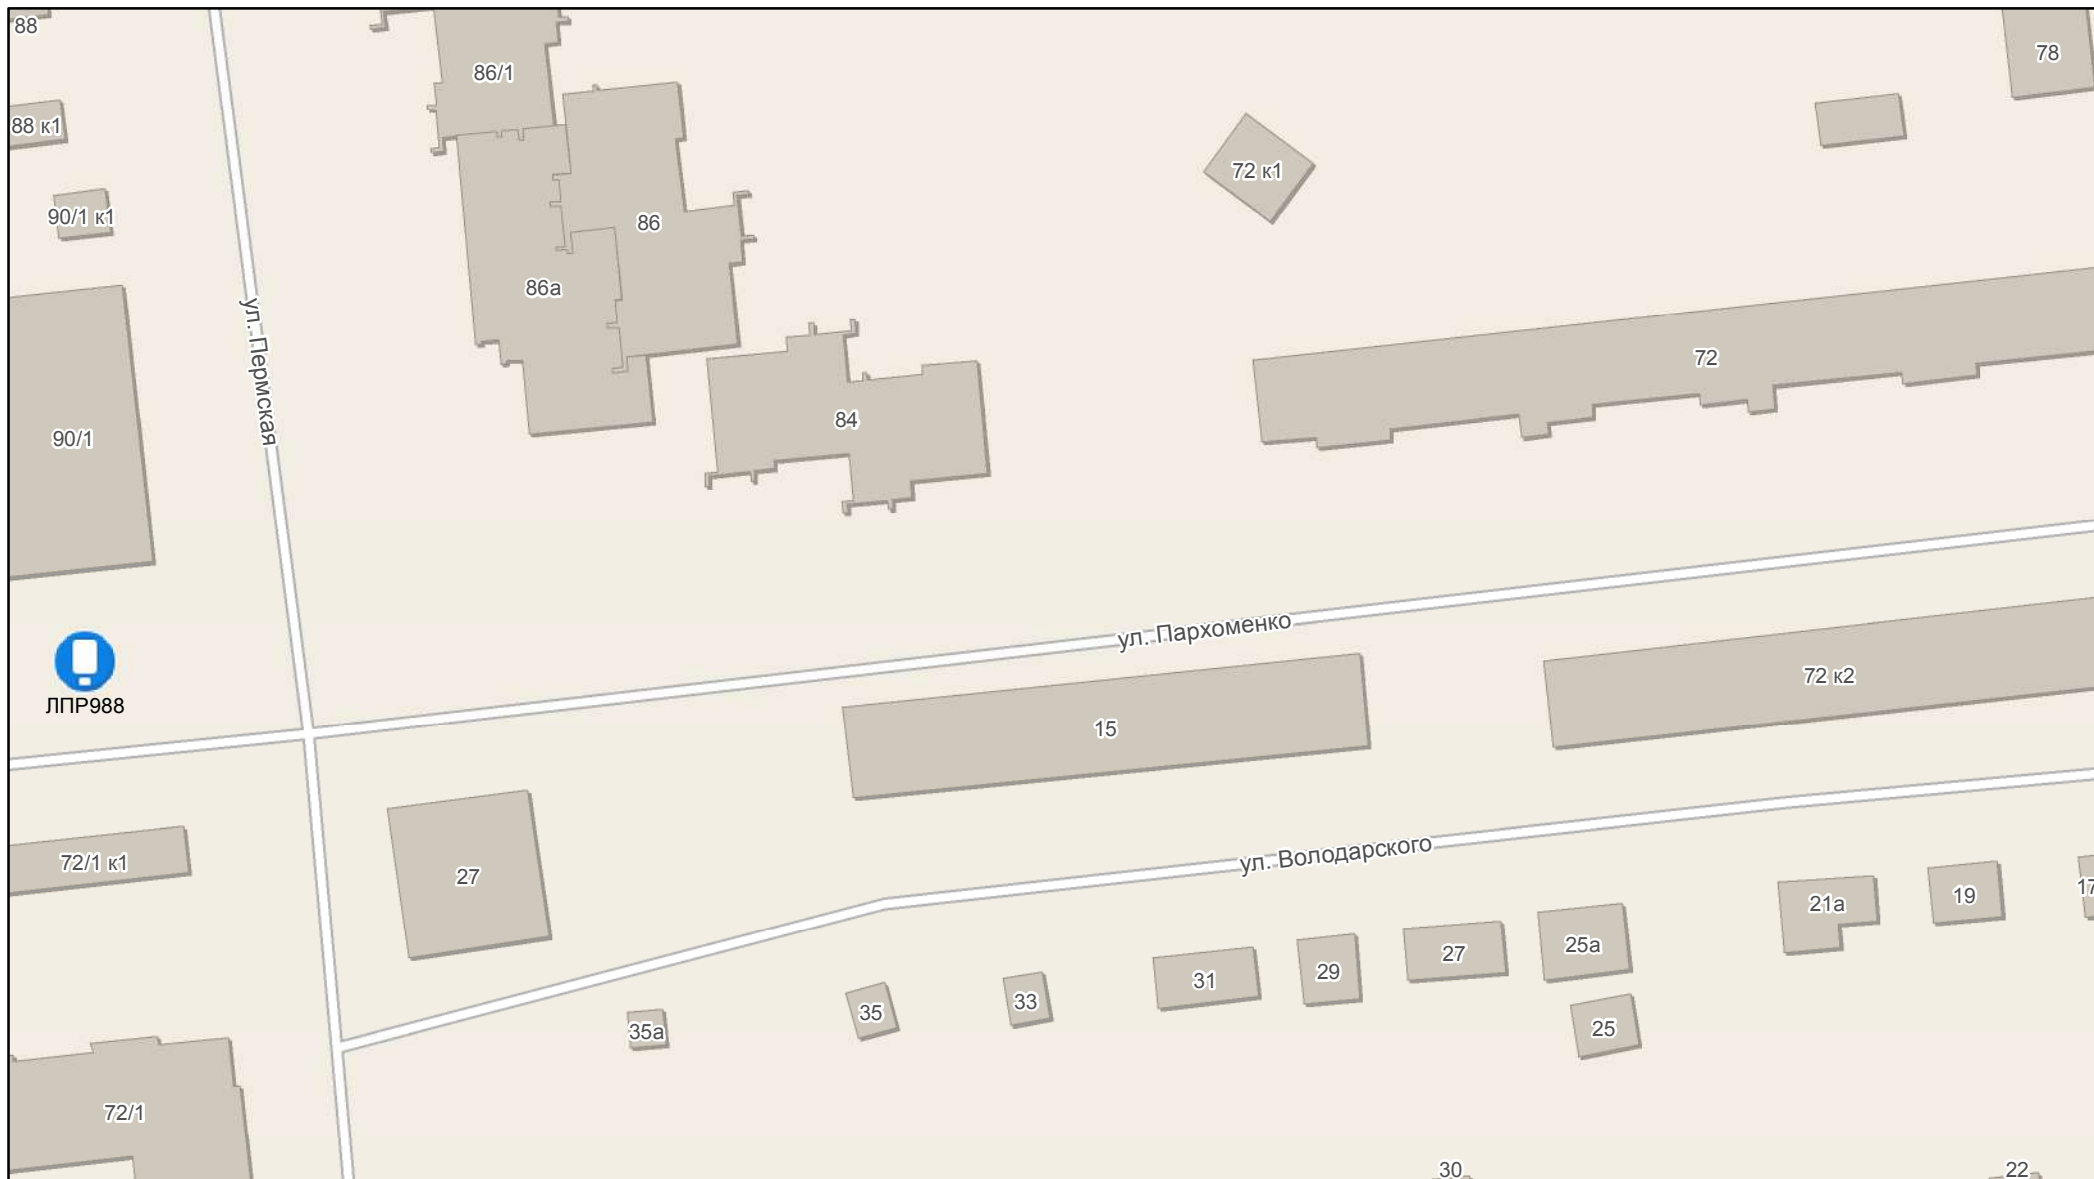 88
86/1
78
88 к1
72 к1
90/1 к1
86
86а
ул. Пермская
72
84
90/1
ул. Пархоменко
72 к2
ЛПР988
15
ул. Володарского
72/1 к1
27
21а
19
17
25а
27
29
31
33
35
25
35а
72/1
30
22